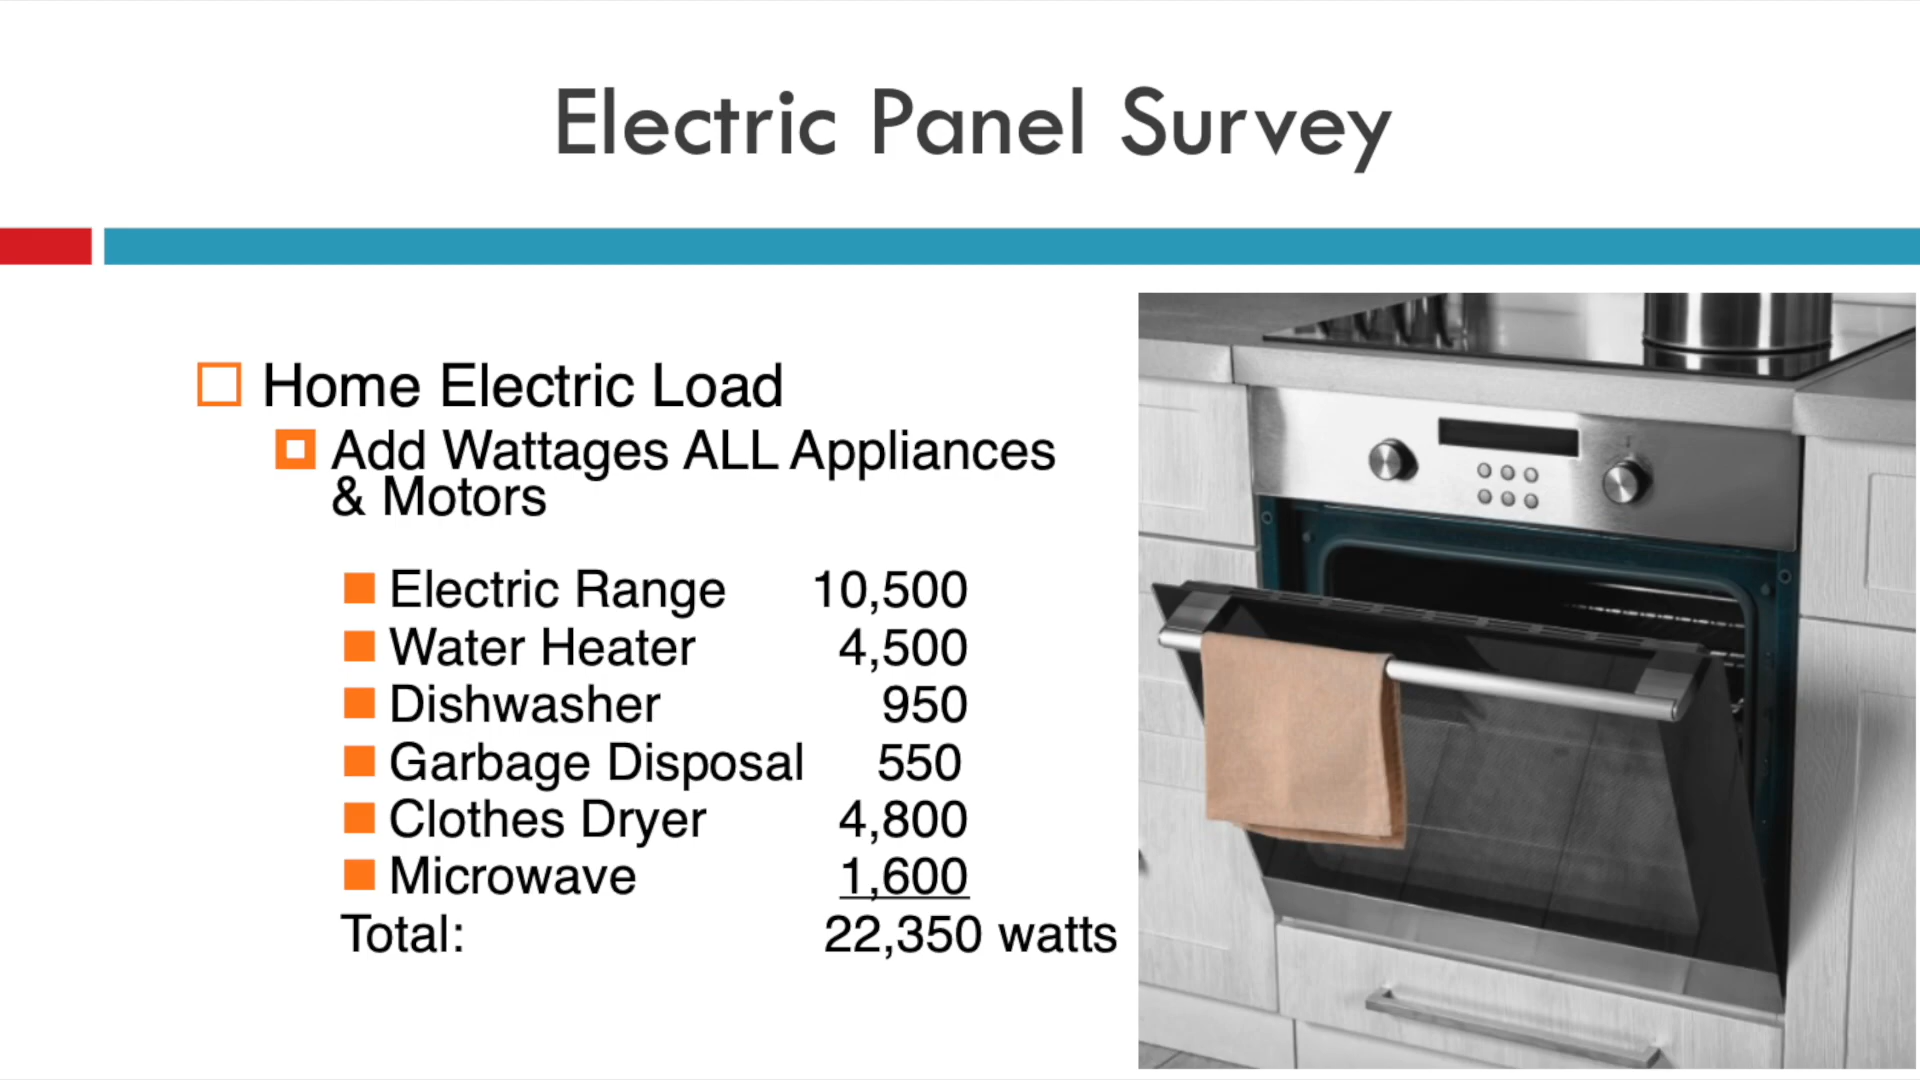 Electric Panel Survey
Home Electric Load
Add Wattages ALL Appliances
& Motors
Electric Range 10,500
Water Heater 4,500
Dishwasher 950
Garbage Disposal 550
Clothes Dryer 4,800
Microwave 1,600
Total: 22,350 watts